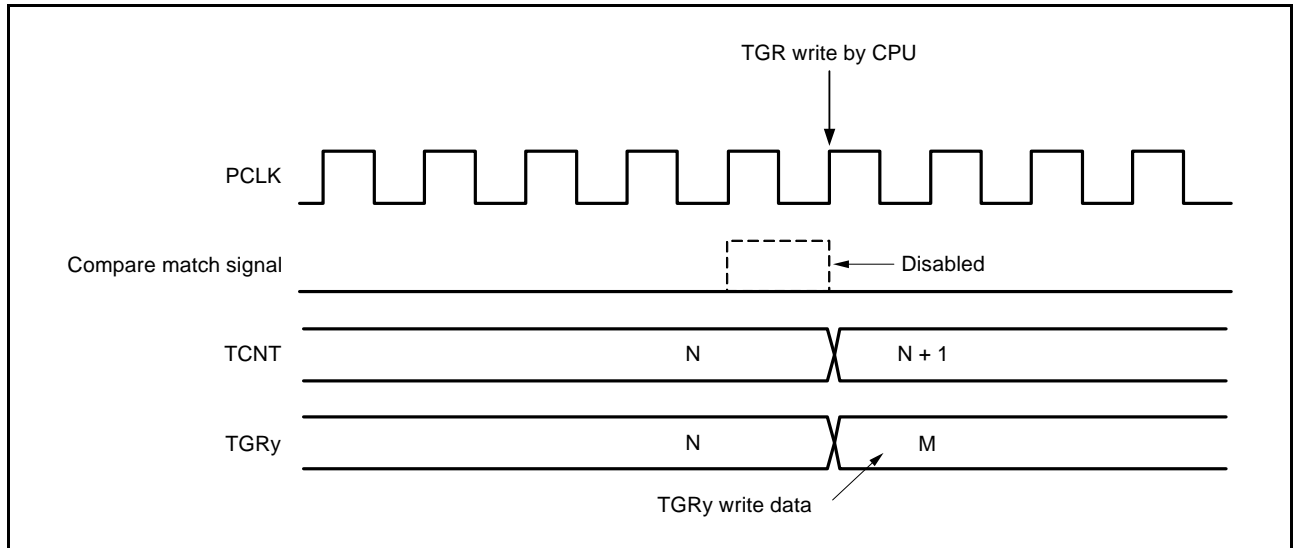 TGR write by CPU
PCLK
Compare match signal
Disabled
TCNT
N
N + 1
TGRy
N
M
TGRy write data